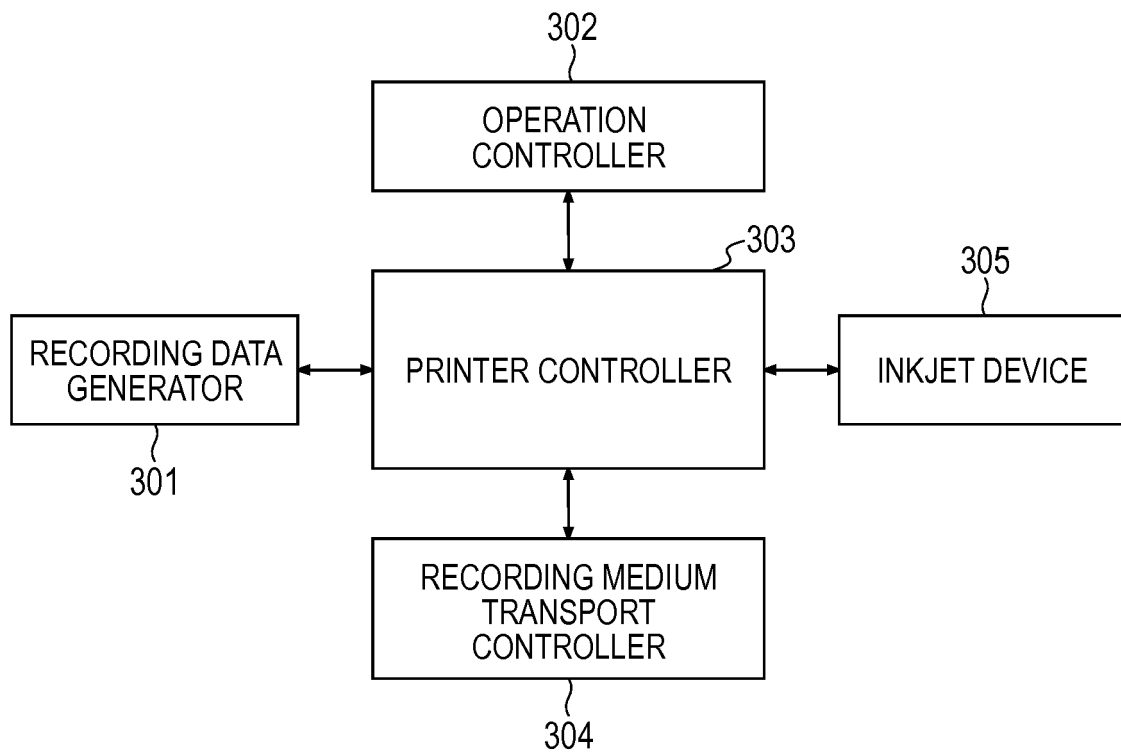 302
OPERATION
CONTROLLER
303
305
RECORDING DATA
GENERATOR
PRINTER CONTROLLER
INKJET DEVICE
301
RECORDING MEDIUM
TRANSPORT
CONTROLLER
304